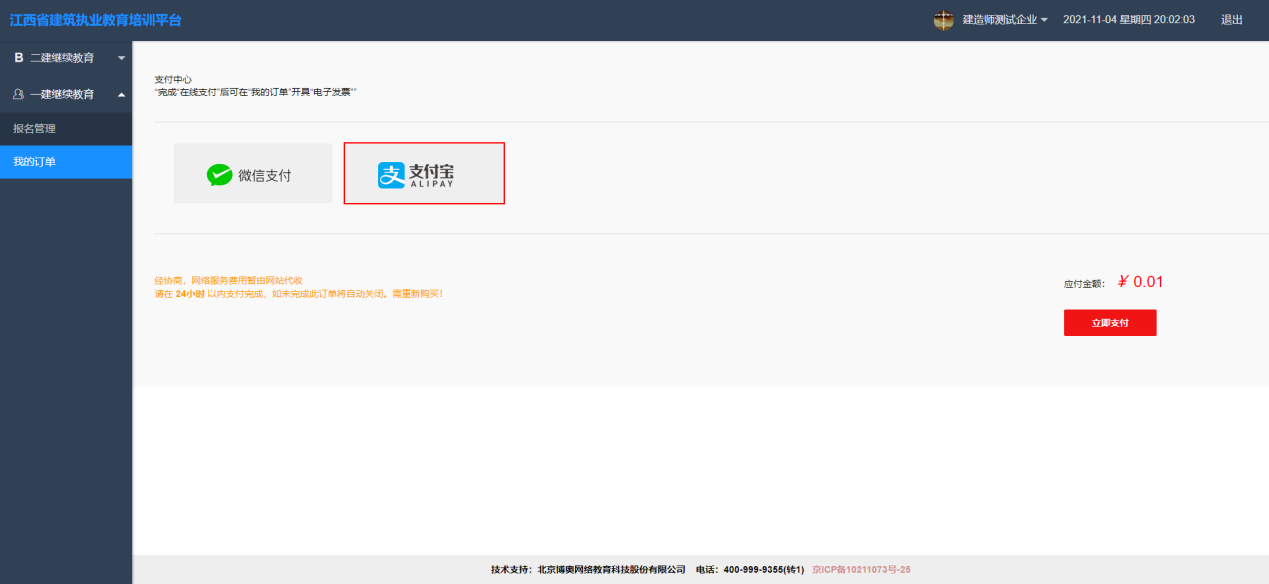 江西省建筑执业教育培训平台
建造师测试企业
2021-11-04 星期四 20:02:03
退出
B 二建继续教育
一建继续教育
报名管理
我的订单
支付中心
"完成"在线支付"后可在"我的订单"开具"电子发票""
微信支付
支 支付宝
ALIPAY
经协商，网络服务费用暂由网站代收
请在 24小时 以内支付完成，如未完成此订单将自动关闭。需重新购买！
应付金额： ￥ 0.01
立即支付
技术支持：北京博奥网络教育科技股份有限公司 电话：400-999-9355(转1) 京ICP备10211073号-25